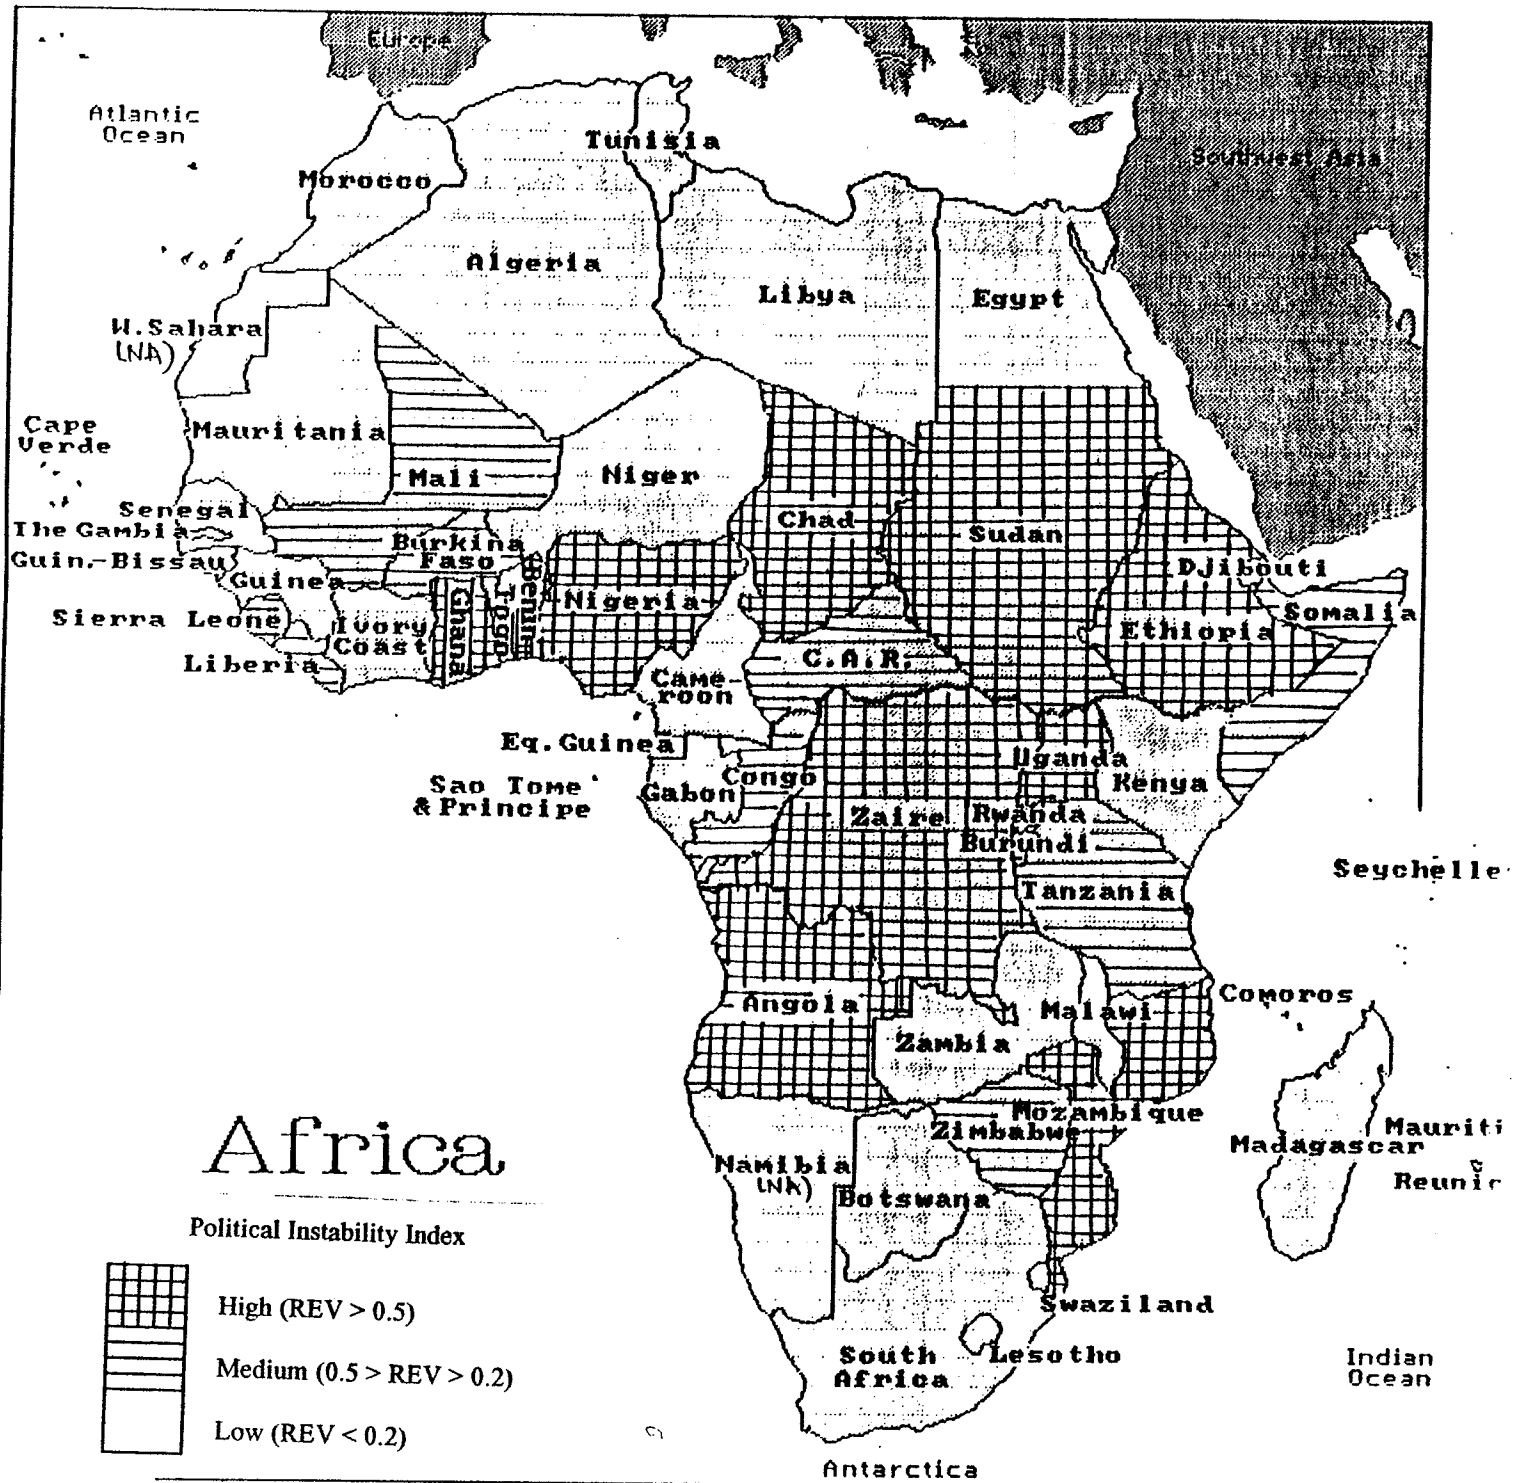 Europe
Atlantic
Ocean
Tunisia
Southwest Asia
Morocco
Algeria
Libya
Egypt
W.Sahara
(NA)
Cape
Verde
Mauritania
Mali
Niger
Senegal
Chad
Sudan
The Gambia
Burkina
Faso
Guin.-Bissau
Djibouti
Guinea
Benin
Togo
Ghana
Nigeria
Somalia
Sierra Leone
Ivory
Coast
Ethiopia
Liberia
C.A.R.
Came-
roon
Eq.Guinea
Uganda
Congo
Kenya
Sao Tome
& Principe
Gabon
Zaire
Rwanda
Burundi
Seychelle
Tanzania
Comoros
Angola
Malawi
Zambia
Mozambique
Zimbabwe
Mauriti
Madagascar
Africa
Namibia
(NA)
Reunir
Botswana
Political Instability Index
High (REV > 0.5)
Swaziland
Medium (0.5 > REV > 0.2)
South
Africa
Lesotho
Indian
Ocean
Low (REV < 0.2)
Antarctica